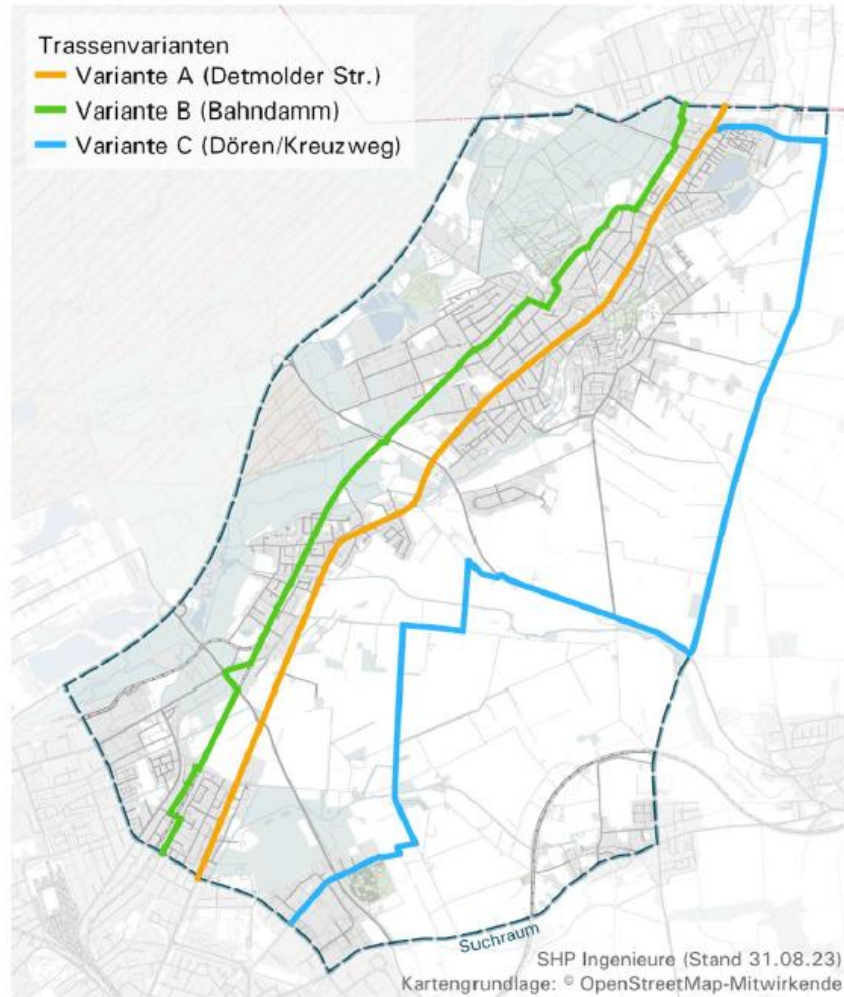 Trassenvarianten
Variante A (Detmolder Str.)
Variante B (Bahndamm)
Variante C (Dören/Kreuzweg)
Suchraum
SHP Ingenieure (Stand 31.08.23)
Kartengrundlage: © OpenStreetMap-Mitwirkende